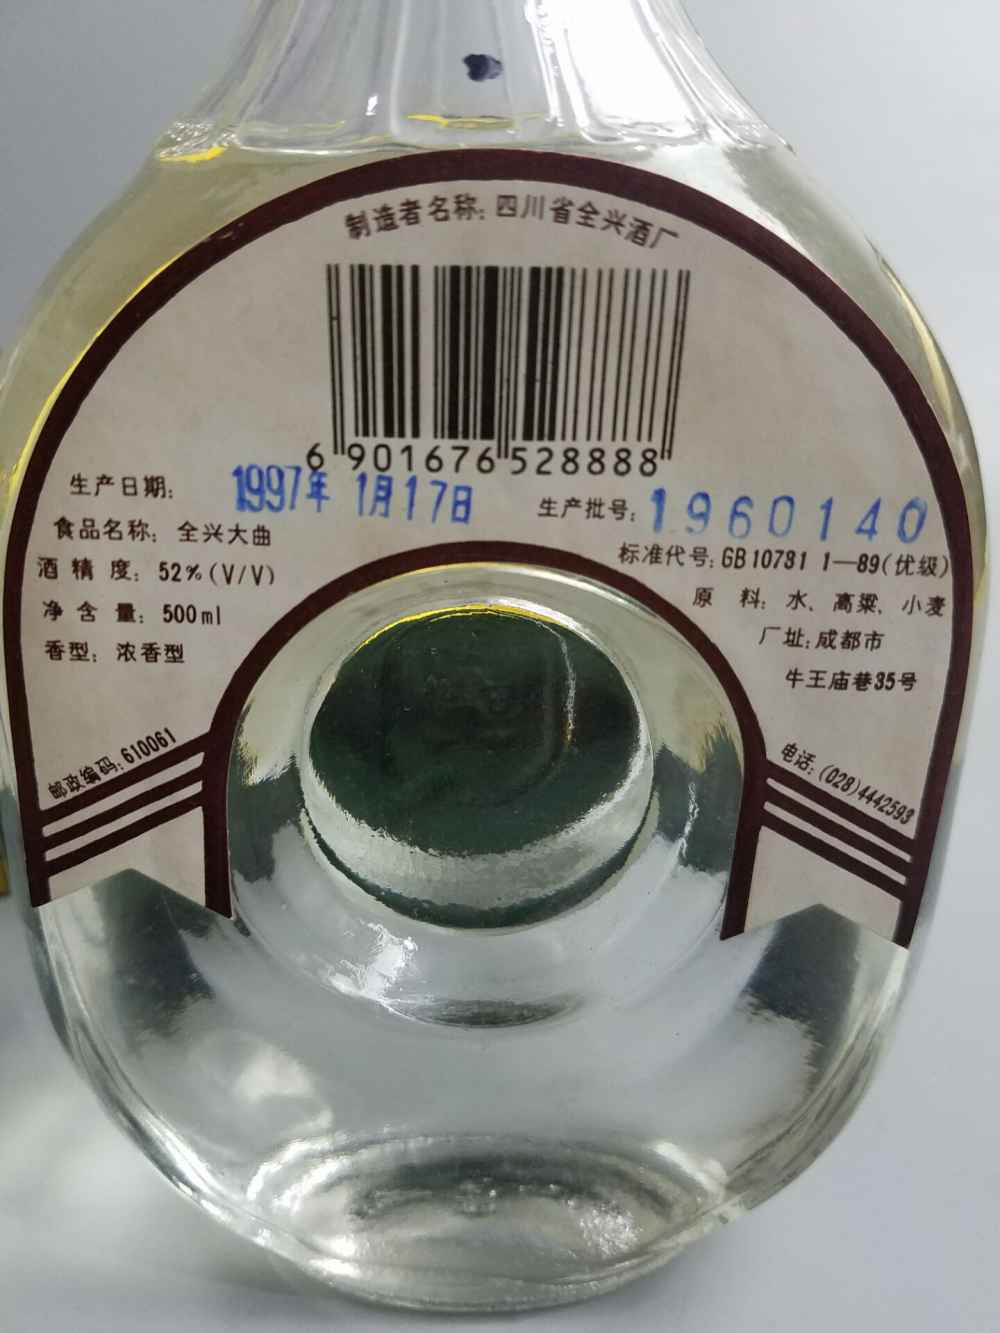 制造者名称：四川省全兴酒厂
6 901676 528888
生产日期：1997年1月17日
生产批号：1960140
食品名称：全兴大曲
标准代号：GB10781 1—89(优级)
酒精度：52%(V/V)
原料：水、高粱、小麦
净含量：500ml
厂址：成都市
香型：浓香型
牛王庙巷35号
邮政编码：610061
电话：(028)4442593